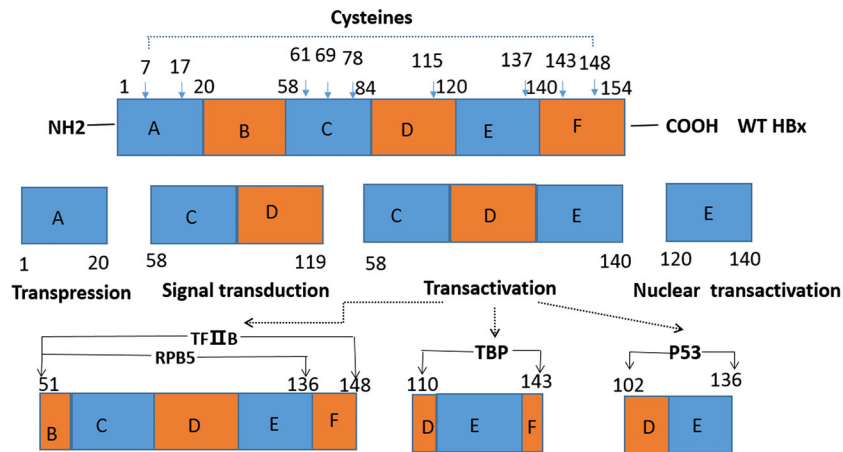 Cysteines
1 7 17 20 58 61 69 78 84 115 120 137 140 143 148 154
NH2 A B C D E F COOH WT HBx
A C D C D E E
1 20 58 119 58 140 120 140
Transpression Signal transduction Transactivation Nuclear transactivation
TFIIB
RPB5
TBP P53
51 136 148 110 143 102 136
B C D E F D E F D E